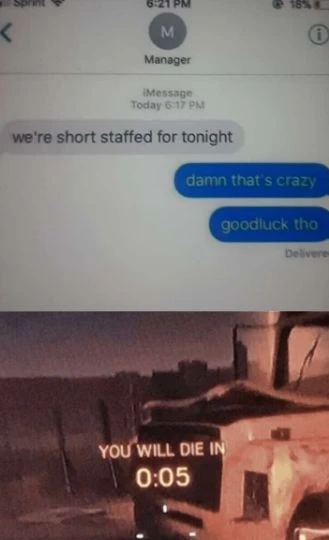 Sprint
6:21 PM
18%
M
Manager
iMessage
Today 6:17 PM
we're short staffed for tonight
damn that's crazy
goodluck tho
Delivere
YOU WILL DIE IN
0:05